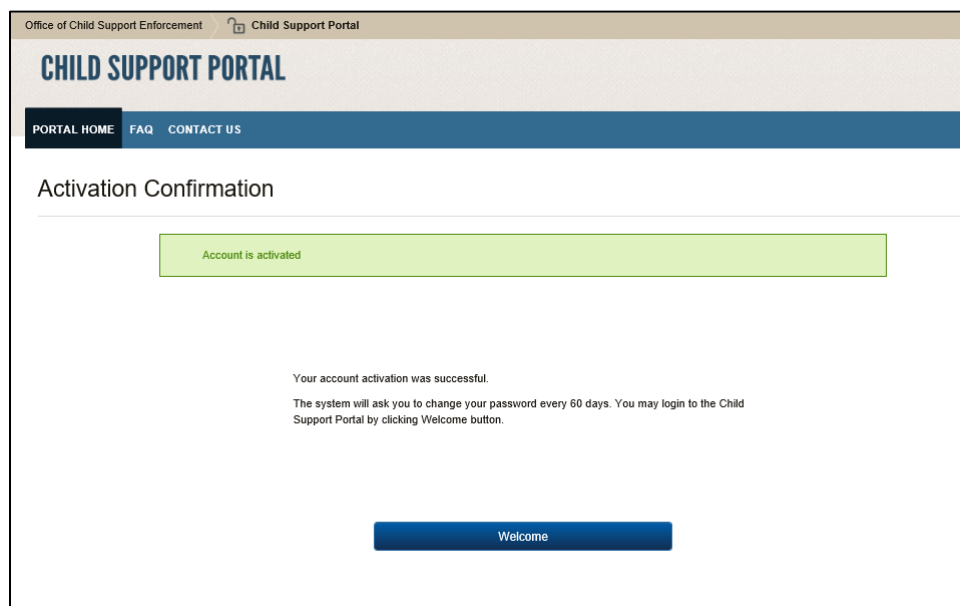 Office of Child Support Enforcement Child Support Portal
CHILD SUPPORT PORTAL
PORTAL HOME FAQ CONTACT US
Activation Confirmation
Account is activated
Your account activation was successful.
The system will ask you to change your password every 60 days. You may login to the Child
Support Portal by clicking Welcome button.
Welcome